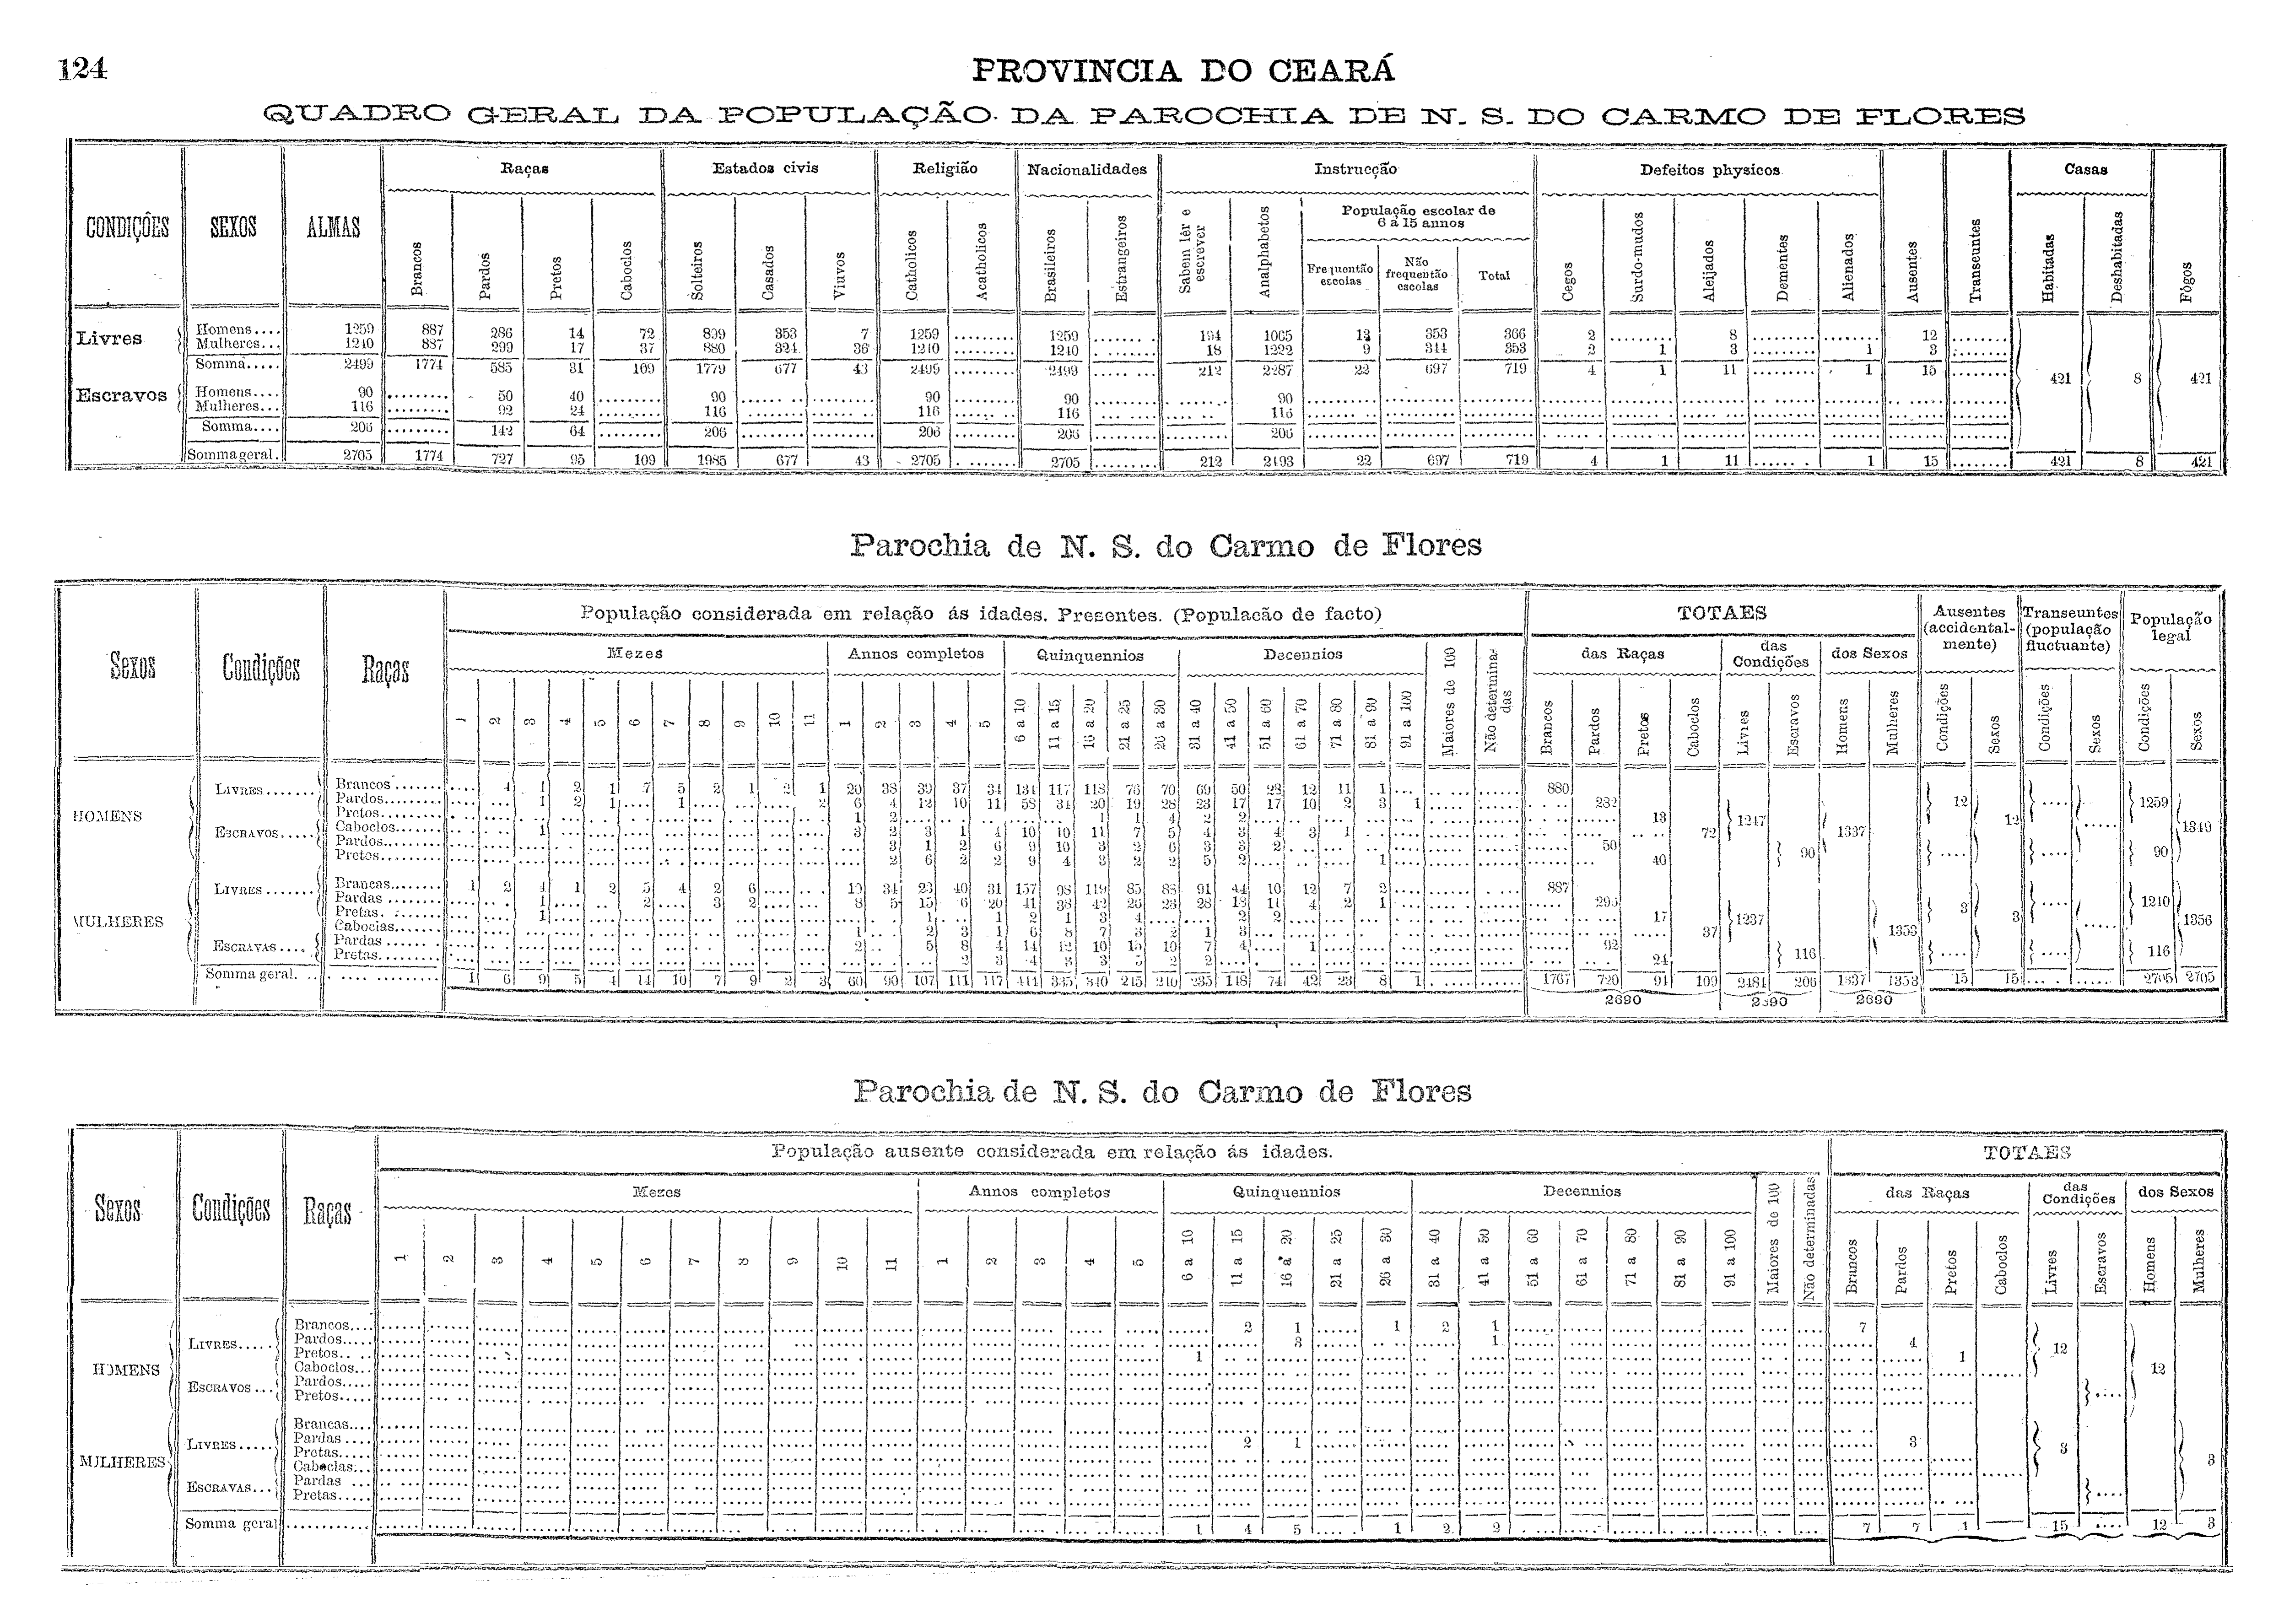 124
PROVINCIA DO CEARÁ
QUADRO GERAL DA POPULAÇÃO DA PAROCHIA DE N. S. DO CARMO DE FLORES
CONDIÇÕES SEXOS ALMAS Raças Estados civis Religião Nacionalidades Instrucção Defeitos physicos Ausentes Transeuntes Casas Fógos
População escolar de 6 a 15 annos
Brancos Pardos Pretos Caboclos Solteiros Casados Viuvos Catholicos Acatholicos Brasileiros Estrangeiros Sabem lêr e escrever Analphabetos Frequentão escolas Não frequentão escolas Total Cegos Surdo-mudos Aleijados Dementes Alienados Habitadas Deshabitadas
Livres Homens.... 1259 887 286 14 72 899 353 7 1259 ......... 1259 ........ 194 1065 13 353 366 2 ......... 8 ......... ........ 12 ........
Mulheres... 1240 887 299 17 37 880 324 36 1240 ......... 1240 ........ 18 1222 9 344 353 2 1 3 ......... 1 3 ........
Somma..... 2499 1774 585 31 109 1779 677 43 2499 ......... 2499 ........ 212 2287 22 697 719 4 1 11 ......... 1 15 ........ 421 8 421
Escravos Homens.... 90 ......... 50 40 ......... 90 ......... ......... 90 ......... 90 ......... ......... 90
Mulheres... 116 ......... 92 24 ......... 116 ......... ......... 116 ......... 116 ......... ......... 116
Somma.... 206 ......... 142 64 ......... 206 ......... ......... 206 ......... 206 ......... ......... 206
Somma geral. 2705 1774 727 95 109 1985 677 43 2705 ......... 2705 ......... 212 2493 22 697 719 4 1 11 ......... 1 15 ........ 421 8 421
Parochia de N. S. do Carmo de Flores
Sexos Condições Raças População considerada em relação ás idades. Presentes. (Populacão de facto) TOTAES Ausentes (accidentalmente) Transeuntes (população fluctuante) População legal
Mezes Annos completos Quinquennios Decennios Maiores de 100 Não determinadas das Raças das Condições dos Sexos
1 2 3 4 5 6 7 8 9 10 11 1 2 3 4 5 6 a 10 11 a 15 16 a 20 21 a 25 26 a 30 31 a 40 41 a 50 51 a 60 61 a 70 71 a 80 81 a 90 91 a 100 Brancos Pardos Pretos Caboclos Livres Escravos Homens Mulheres Condições Sexos Condições Sexos Condições Sexos
HOMENS
LIVRES.......
Brancos....... .... 4 1 2 1 7 5 2 1 2 1 20 38 39 37 34 134 117 118 76 70 69 50 28 12 11 1 .... 880
Pardos........ 1 2 1 .... 1 .... 2 6 4 12 10 11 58 34 20 19 28 23 17 17 10 2 3 1 282 12 1259
Pretos........ 1 2 1 1 4 2 2 13 1247 12
Caboclos...... 1 3 2 3 1 4 10 10 11 7 5 4 3 4 3 1 72 1337 1349
ESCRAVOS.....
Pardos........ 3 1 2 6 9 10 3 2 6 3 3 2 50
Pretos........ 2 6 2 2 9 4 3 2 2 5 2 1 40 90 90
MULHERES
LIVRES.......
Brancas....... 1 2 4 1 2 5 4 2 6 .... 19 34 23 40 31 157 98 119 85 88 91 44 10 12 7 2 887
Pardas ....... 1 2 3 2 8 5 15 6 20 41 38 42 26 23 28 18 11 4 2 1 296 3 1240
Pretas. ...... 1 1 1 2 1 3 4 2 2 17 1237 3 1356
Caboclas...... 1 2 3 1 6 8 7 3 2 1 3 37 1353
ESCRAVAS....
Pardas ...... 2 5 8 4 14 12 10 15 10 7 4 1 92
Pretas........ 2 3 4 3 3 5 2 2 24 116 116
Somma geral. 1 6 9 5 4 14 10 7 9 2 3 60 90 107 111 117 444 395 340 245 240 235 118 74 42 23 8 1 1767 720 91 109 2484 206 1337 1353 15 15 .... ...... 2705 2705
2690 2690 2690
Parochia de N. S. do Carmo de Flores
Sexos Condições Raças População ausente considerada em relação ás idades. TOTAES
Mezes Annos completos Quinquennios Decennios Maiores de 100 Não determinadas das Raças das Condições dos Sexos
1 2 3 4 5 6 7 8 9 10 11 1 2 3 4 5 6 a 10 11 a 15 16 a 20 21 a 25 26 a 30 31 a 40 41 a 50 51 a 60 61 a 70 71 a 80 81 a 90 91 a 100 Brancos Pardos Pretos Caboclos Livres Escravos Homens Mulheres
HOMENS
LIVRES.....
Brancos.... 2 1 ...... 1 2 1 7
Pardos..... 3 1 4
Pretos.. .. 1 1 12
Caboclos... 12
ESCRAVOS...
Pardos.....
Pretos.....
MULHERES
LIVRES.....
Brancas....
Pardas .... 2 1 3
Pretas..... 3
Caboclas... 3
ESCRAVAS...
Pardas ....
Pretas.....
Somma geral ........... 1 4 5 .... 1 2 2 7 7 1 15 .... 12 3